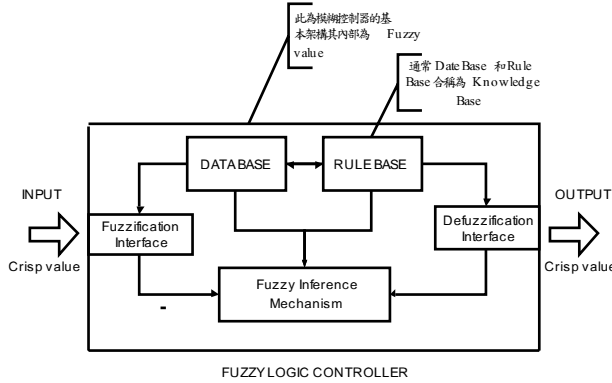 此為模糊控制器的基
本架構其內部為 Fuzzy
value
通常 DateBase 和Rule
Base 合稱為 Knowledge
Base
DATABASE
RULEBASE
INPUT
OUTPUT
Fuzzification
Interface
Defuzzification
Interface
Crisp value
Crisp value
Fuzzy Inference
Mechanism
-
FUZZY LOGIC CONTROLLER